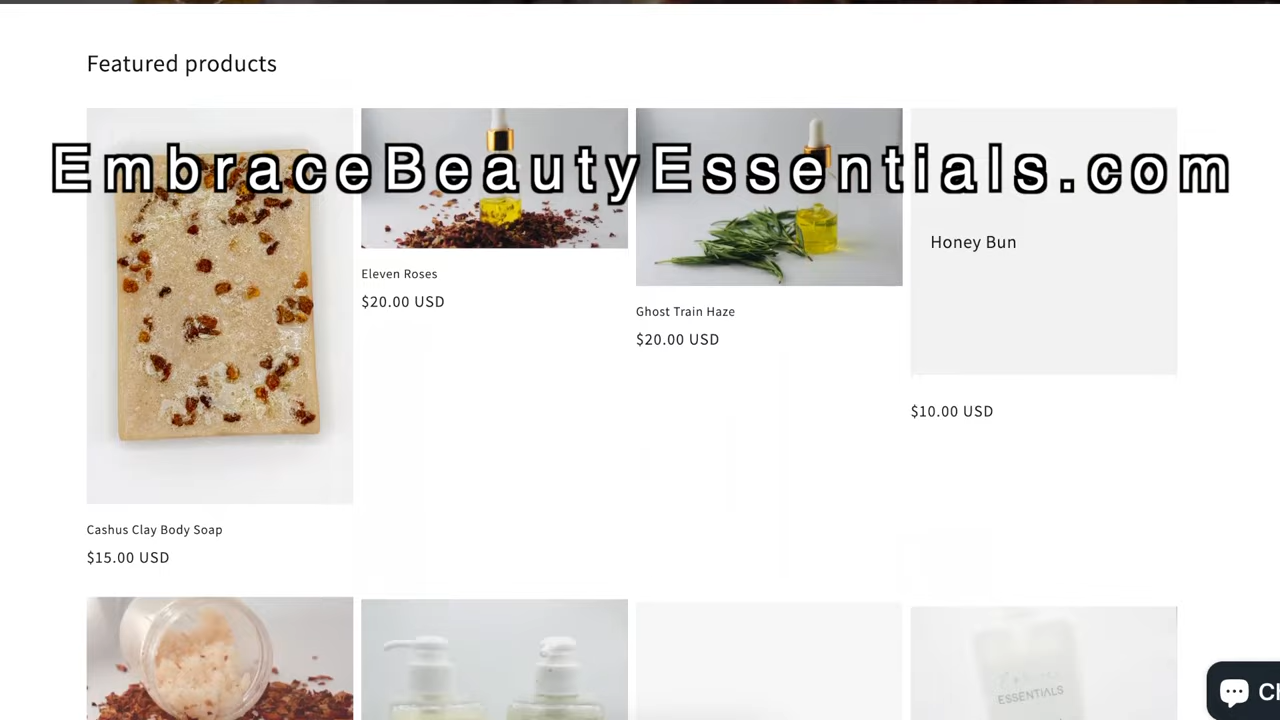 Featured products
EmbraceBeautyEssentials.com
Honey Bun
Eleven Roses
$20.00 USD
Ghost Train Haze
$20.00 USD
$10.00 USD
Cashus Clay Body Soap
$15.00 USD
ESSENTIALS